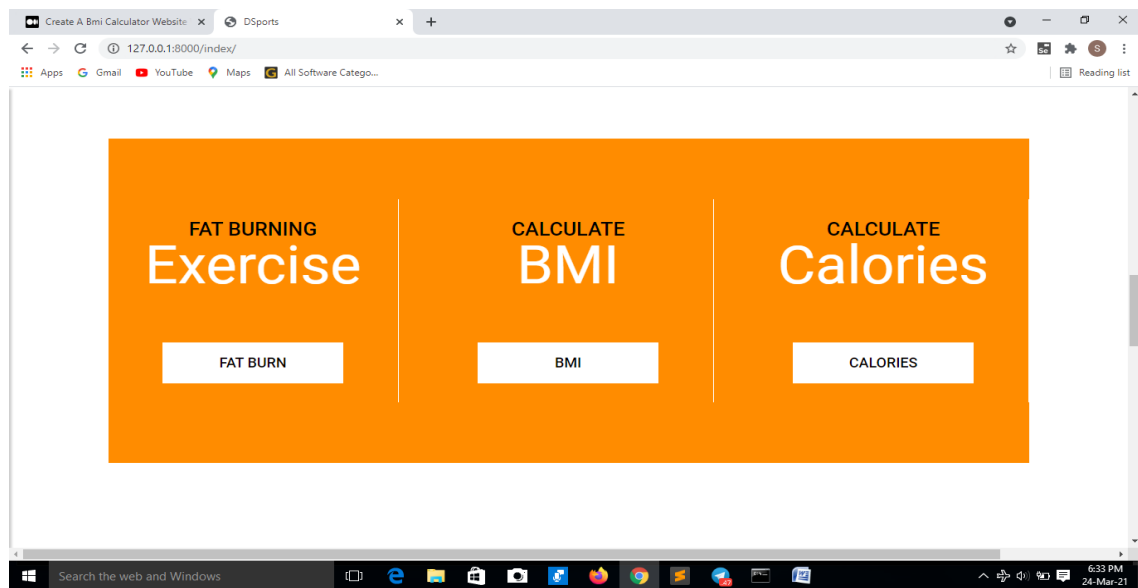 Create A Bmi Calculator Website
DSports
127.0.0.1:8000/index/
Apps
Gmail
YouTube
Maps
All Software Catego...
Reading list
FAT BURNING
Exercise
FAT BURN
CALCULATE
BMI
BMI
CALCULATE
Calories
CALORIES
Search the web and Windows
6:33 PM
24-Mar-21